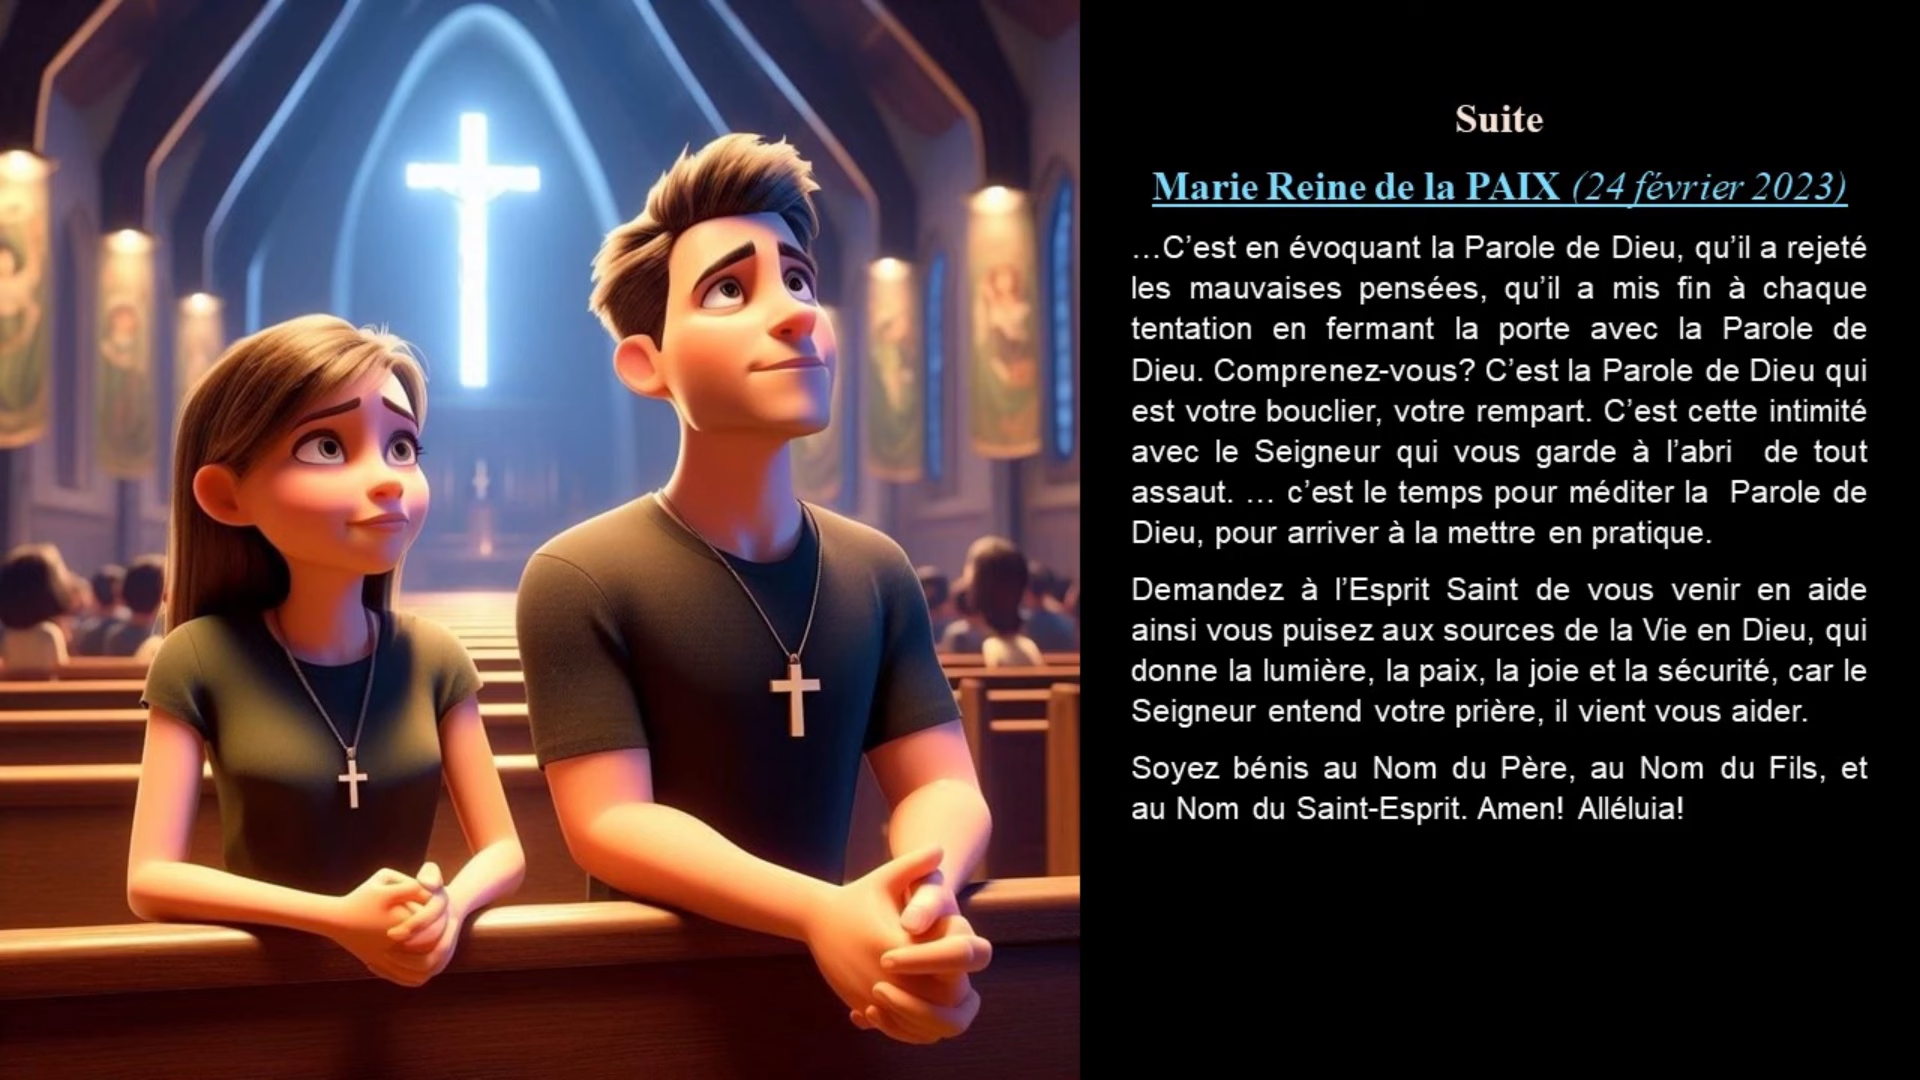 Suite
Marie Reine de la PAIX (24 février 2023)
…C’est en évoquant la Parole de Dieu, qu’il a rejeté
les mauvaises pensées, qu’il a mis fin à chaque
tentation en fermant la porte avec la Parole de
Dieu. Comprenez-vous? C’est la Parole de Dieu qui
est votre bouclier, votre rempart. C’est cette intimité
avec le Seigneur qui vous garde à l’abri de tout
assaut. … c’est le temps pour méditer la Parole de
Dieu, pour arriver à la mettre en pratique.
Demandez à l’Esprit Saint de vous venir en aide
ainsi vous puisez aux sources de la Vie en Dieu, qui
donne la lumière, la paix, la joie et la sécurité, car le
Seigneur entend votre prière, il vient vous aider.
Soyez bénis au Nom du Père, au Nom du Fils, et
au Nom du Saint-Esprit. Amen! Alléluia!